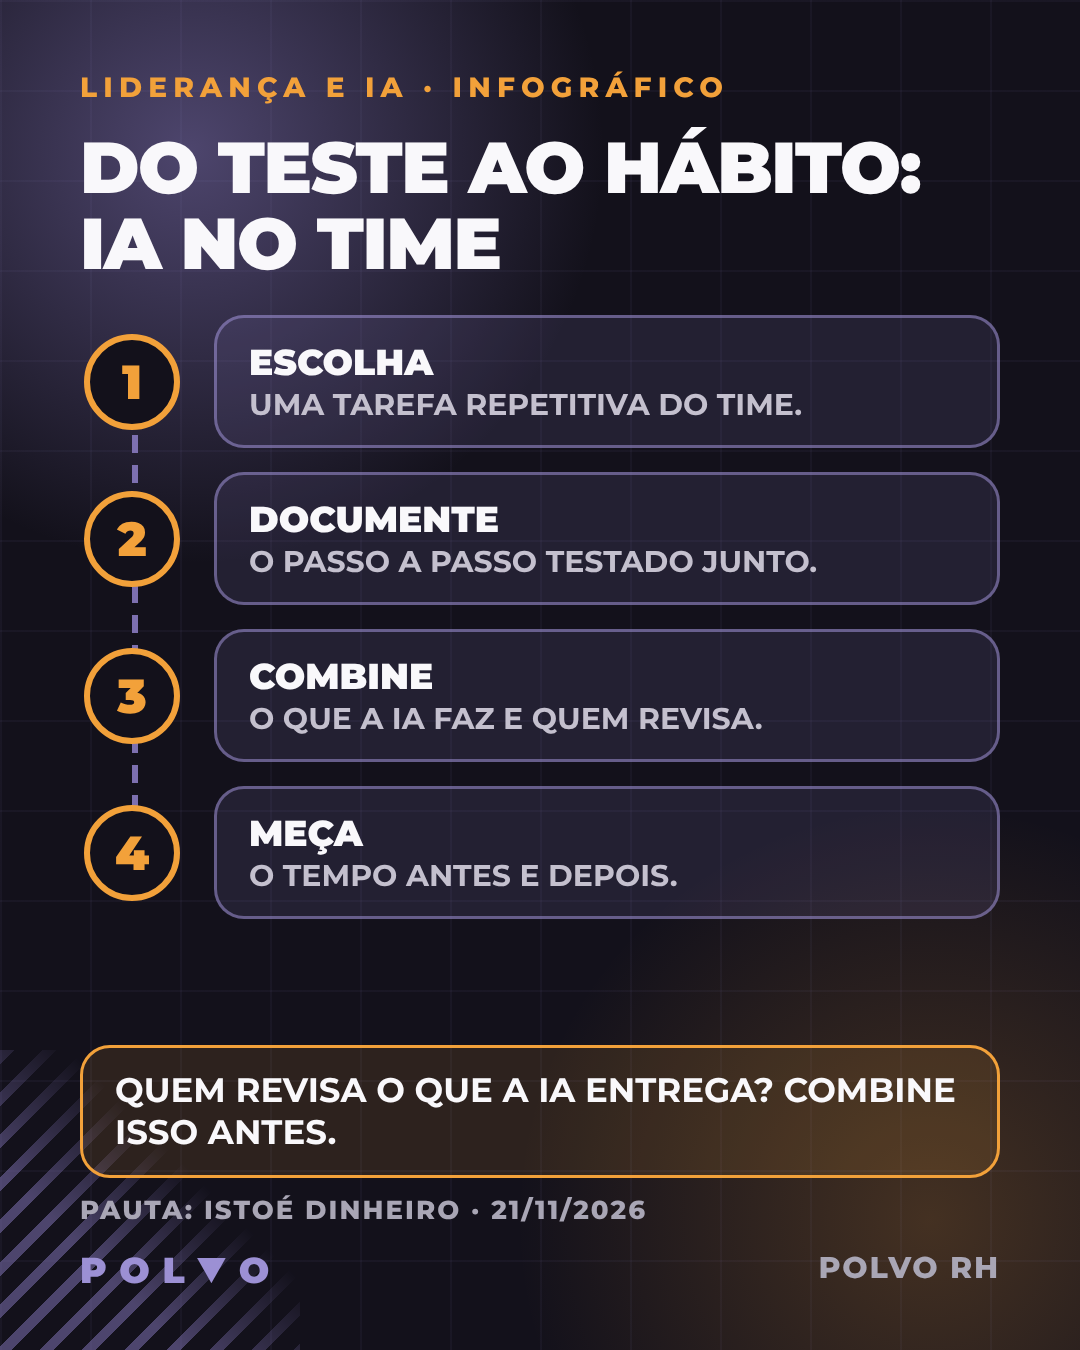 LIDERANÇA E IA · INFOGRÁFICO
DO TESTE AO HÁBITO:
IA NO TIME
1
ESCOLHA
UMA TAREFA REPETITIVA DO TIME.
2
DOCUMENTE
O PASSO A PASSO TESTADO JUNTO.
3
COMBINE
O QUE A IA FAZ E QUEM REVISA.
4
MEÇA
O TEMPO ANTES E DEPOIS.
QUEM REVISA O QUE A IA ENTREGA? COMBINE
ISSO ANTES.
PAUTA: ISTOÉ DINHEIRO · 21/11/2026
POLVO
POLVO RH